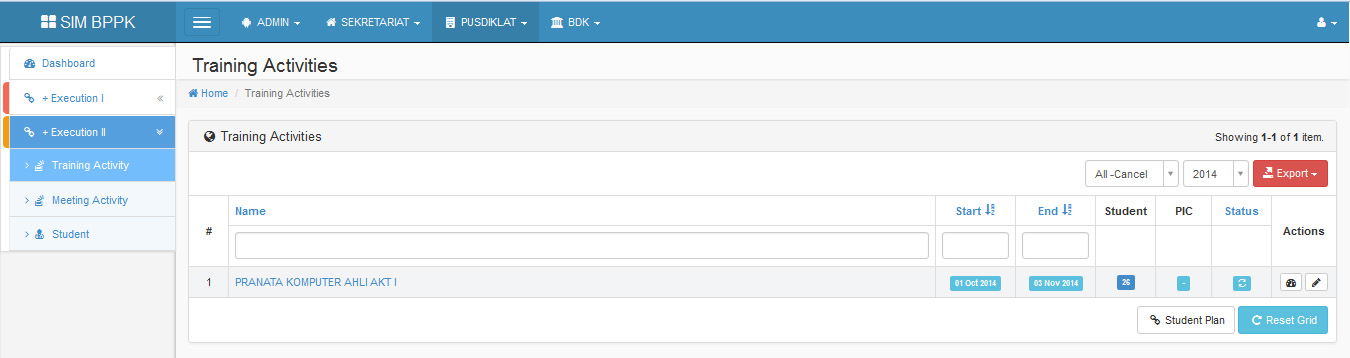 SIM BPPK
ADMIN SEKRETARIAT PUSDIKLAT BDK
Dashboard
+ Execution I
+ Execution II
Training Activity
Meeting Activity
Student
Training Activities
Home / Training Activities
Training Activities Showing 1-1 of 1 item.
All -Cancel 2014 Export
# Name Start End Student PIC Status Actions
1 PRANATA KOMPUTER AHLI AKT I 01 Oct 2014 03 Nov 2014 26 - 
Student Plan Reset Grid